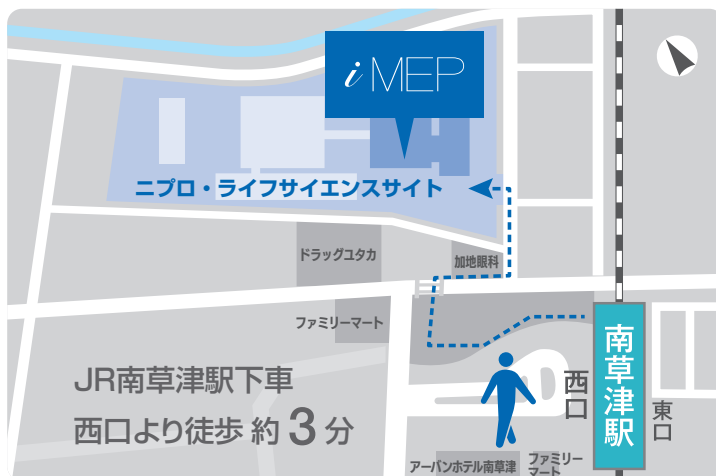 i MEP
ニプロ・ライフサイエンスサイト
ドラッグユタカ
加地眼科
ファミリーマート
JR南草津駅下車
西口より徒歩 約 3 分
西口
南草津駅
東口
アーバンホテル南草津
ファミリー
マート